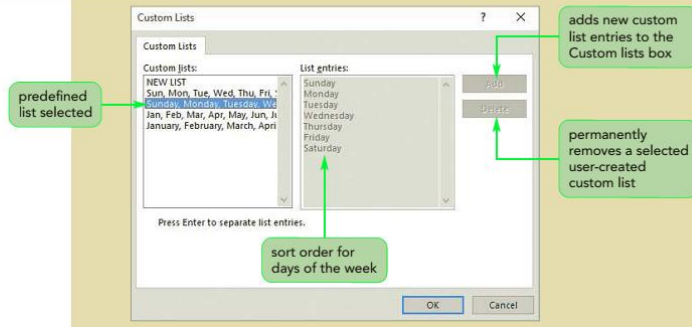 Custom Lists
? ×
Custom Lists
Custom lists:
NEW LIST
Sun, Mon, Tue, Wed, Thu, Fri,
Sunday, Monday, Tuesday, We
Jan, Feb, Mar, Apr, May, Jun, Ju
January, February, March, Apri
List entries:
Sunday
Monday
Tuesday
Wednesday
Thursday
Friday
Saturday
Add
Delete
Press Enter to separate list entries.
OK
Cancel
predefined
list selected
sort order for
days of the week
adds new custom
list entries to the
Custom lists box
permanently
removes a selected
user-created
custom list